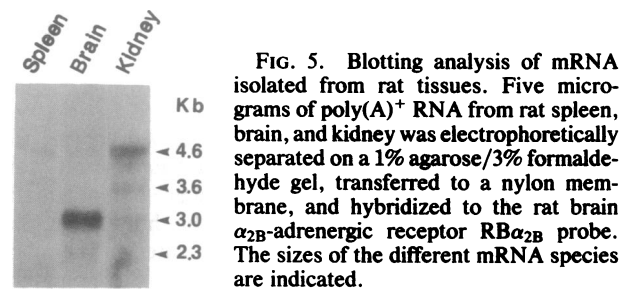 Spleen
Brain
Kidney
Kb
4.6
3.6
3.0
2.3
FIG. 5. Blotting analysis of mRNA
isolated from rat tissues. Five micro-
grams of poly(A)+ RNA from rat spleen,
brain, and kidney was electrophoretically
separated on a 1% agarose/3% formalde-
hyde gel, transferred to a nylon mem-
brane, and hybridized to the rat brain
α2B-adrenergic receptor RBα2B probe.
The sizes of the different mRNA species
are indicated.